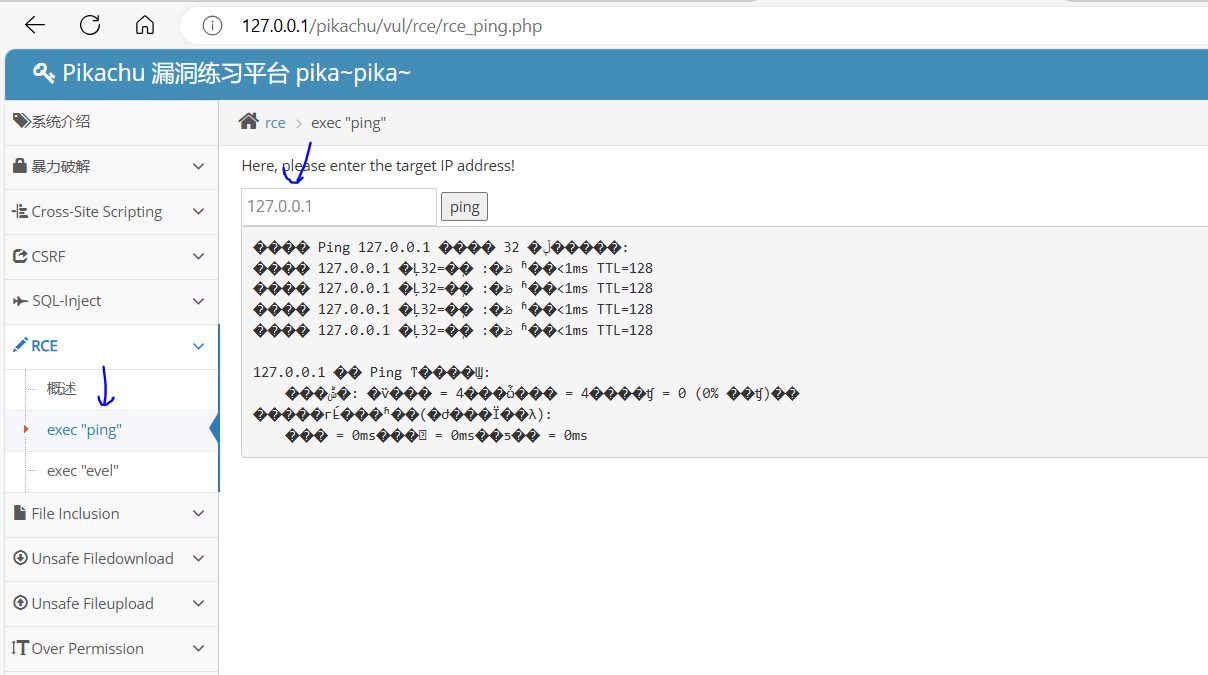 127.0.0.1/pikachu/vul/rce/rce_ping.php
Pikachu 漏洞练习平台 pika~pika~
系统介绍
暴力破解
Cross-Site Scripting
CSRF
SQL-Inject
RCE
概述
exec "ping"
exec "evel"
File Inclusion
Unsafe Filedownload
Unsafe Fileupload
Over Permission
rce > exec "ping"
Here, please enter the target IP address!
127.0.0.1
ping
Ping 127.0.0.1 32 :
127.0.0.1 32= : <1ms TTL=128
127.0.0.1 32= : <1ms TTL=128
127.0.0.1 32= : <1ms TTL=128
127.0.0.1 32= : <1ms TTL=128
127.0.0.1 Ping :
: = 4 = 4 = 0 (0% )
( ):
= 0ms = 0ms = 0ms